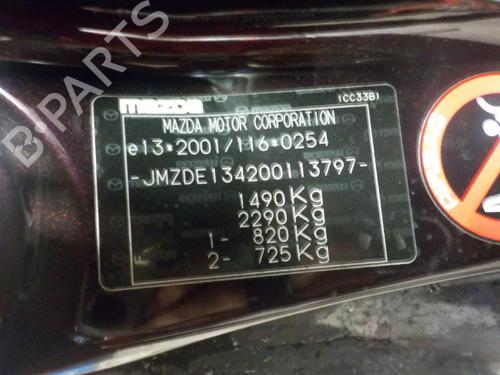 mazda
(CC33B)
MAZDA MOTOR CORPORATION
e13*2001/116*0254
-JMZDE134200113797-
1490 Kg
2290 Kg
1- 820 Kg
F 2- 725 Kg
B PARTS